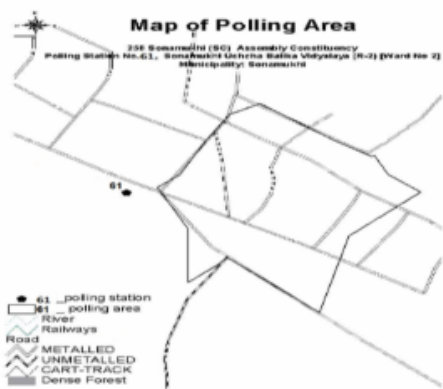 Map of Polling Area
256 Sonamukhi (SC) Assembly Constituency
Polling Station No.61, Sonamukhi Uchcha Balika Vidyalaya (R-2) (Ward No 2)
Municipality: Sonamukhi
61
61 _polling station
61 _ polling area
River
Railways
Road
METALLED
UNMETALLED
CART-TRACK
Dense Forest